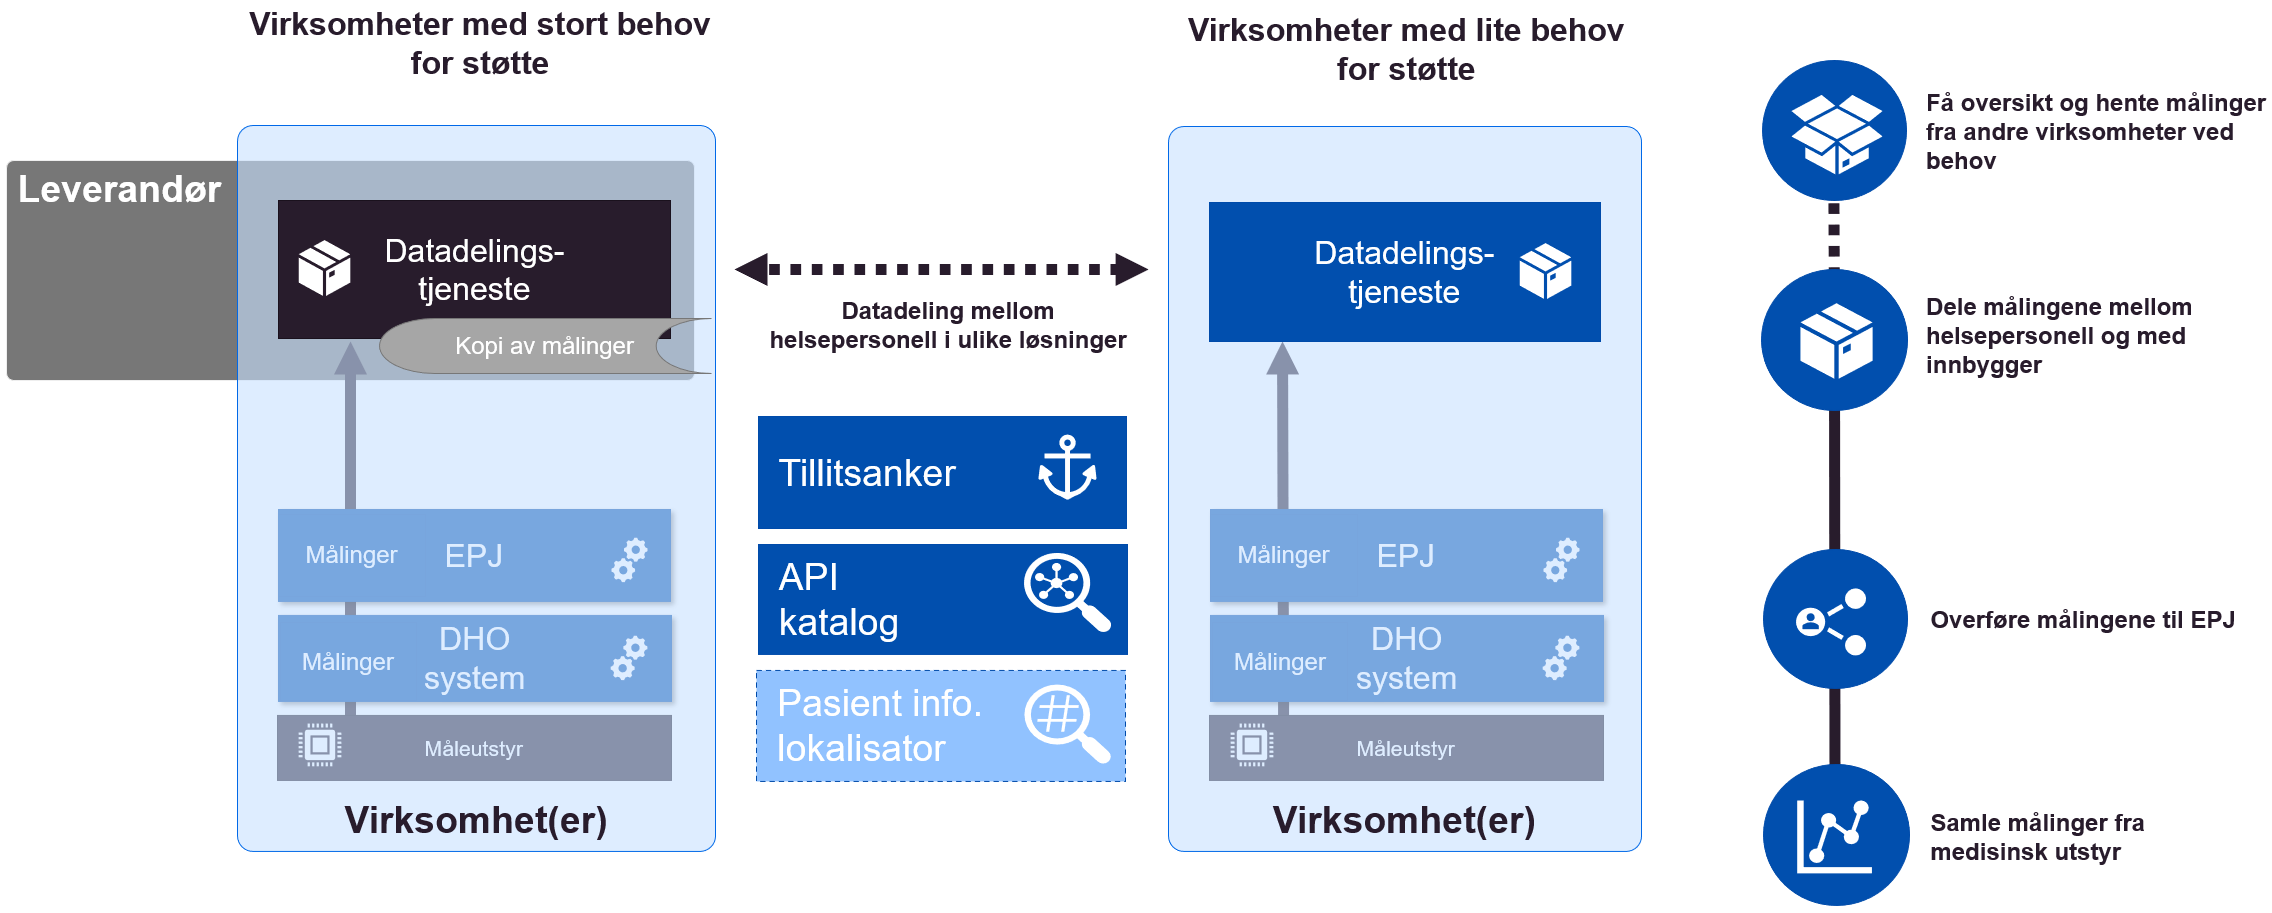 Virksomheter med stort behov
for støtte
Leverandør
Datadelings-
tjeneste
Kopi av målinger
Målinger
EPJ
Målinger
DHO
system
Måleutstyr
Virksomhet(er)
Datadeling mellom
helsepersonell i ulike løsninger
Tillitsanker
API
katalog
Pasient info.
lokalisator
Virksomheter med lite behov
for støtte
Datadelings-
tjeneste
Målinger
EPJ
Målinger
DHO
system
Måleutstyr
Virksomhet(er)
Få oversikt og hente målinger
fra andre virksomheter ved
behov
Dele målingene mellom
helsepersonell og med
innbygger
Overføre målingene til EPJ
Samle målinger fra
medisinsk utstyr